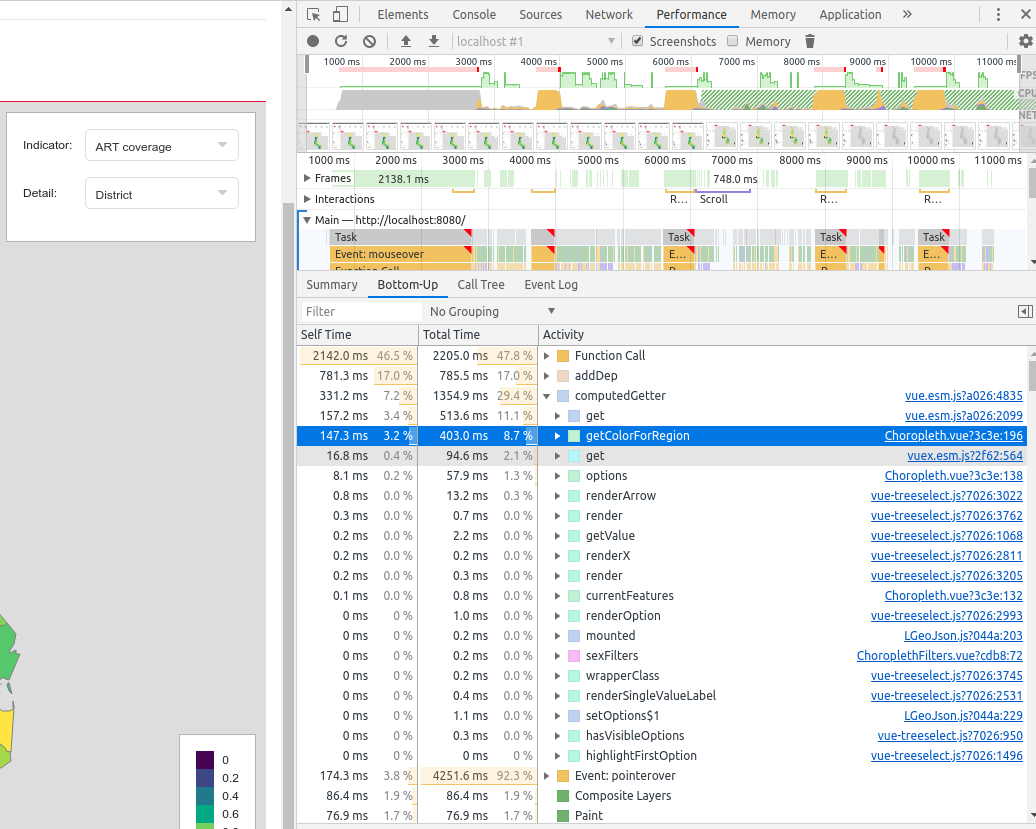 Elements Console Sources Network Performance Memory Application »
localhost #1 Screenshots Memory
1000 ms 2000 ms 3000 ms 4000 ms 5000 ms 6000 ms 7000 ms 8000 ms 9000 ms 10000 ms 11000 ms
FPS
CPU
NET
1000 ms 2000 ms 3000 ms 4000 ms 5000 ms 6000 ms 7000 ms 8000 ms 9000 ms 10000 ms 11000 ms
Frames 2138.1 ms 748.0 ms
Interactions R... Scroll R... R...
Main — http://localhost:8080/
Task Task Task Task
Event: mouseover E... E... E...
Function Call
Summary Bottom-Up Call Tree Event Log
Filter No Grouping
Self Time Total Time Activity
2142.0 ms 46.5 % 2205.0 ms 47.8 % Function Call
781.3 ms 17.0 % 785.5 ms 17.0 % addDep
331.2 ms 7.2 % 1354.9 ms 29.4 % computedGetter vue.esm.js?a026:4835
157.2 ms 3.4 % 513.6 ms 11.1 % get vue.esm.js?a026:2099
147.3 ms 3.2 % 403.0 ms 8.7 % getColorForRegion Choropleth.vue?3c3e:196
16.8 ms 0.4 % 94.6 ms 2.1 % get vuex.esm.js?2f62:564
8.1 ms 0.2 % 57.9 ms 1.3 % options Choropleth.vue?3c3e:138
0.8 ms 0.0 % 13.2 ms 0.3 % renderArrow vue-treeselect.js?7026:3022
0.3 ms 0.0 % 0.7 ms 0.0 % render vue-treeselect.js?7026:3762
0.2 ms 0.0 % 2.2 ms 0.0 % getValue vue-treeselect.js?7026:1068
0.2 ms 0.0 % 0.2 ms 0.0 % renderX vue-treeselect.js?7026:2811
0.2 ms 0.0 % 0.3 ms 0.0 % render vue-treeselect.js?7026:3205
0.1 ms 0.0 % 0.8 ms 0.0 % currentFeatures Choropleth.vue?3c3e:132
0 ms 0 % 1.0 ms 0.0 % renderOption vue-treeselect.js?7026:2993
0 ms 0 % 0.2 ms 0.0 % mounted LGeoJson.js?044a:203
0 ms 0 % 0.2 ms 0.0 % sexFilters ChoroplethFilters.vue?cdb8:72
0 ms 0 % 0.2 ms 0.0 % wrapperClass vue-treeselect.js?7026:3745
0 ms 0 % 0.4 ms 0.0 % renderSingleValueLabel vue-treeselect.js?7026:2531
0 ms 0 % 1.1 ms 0.0 % setOptions$1 LGeoJson.js?044a:229
0 ms 0 % 0.3 ms 0.0 % hasVisibleOptions vue-treeselect.js?7026:950
0 ms 0 % 0 ms 0 % highlightFirstOption vue-treeselect.js?7026:1496
174.3 ms 3.8 % 4251.6 ms 92.3 % Event: pointerover
86.4 ms 1.9 % 86.4 ms 1.9 % Composite Layers
76.9 ms 1.7 % 76.9 ms 1.7 % Paint
Indicator: ART coverage
Detail: District
0
0.2
0.4
0.6